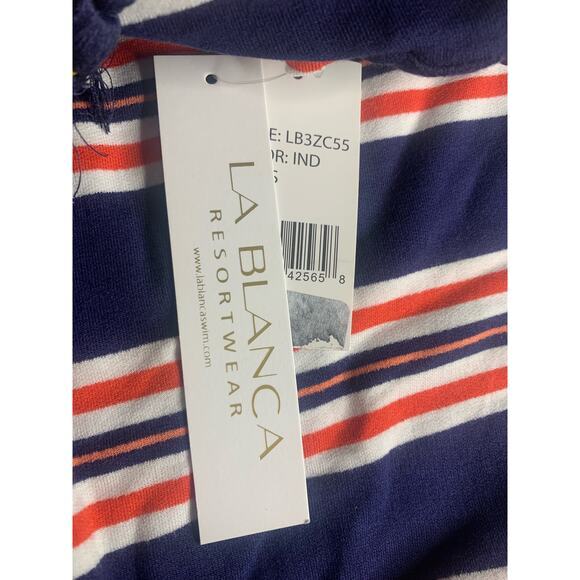 LA BLANCA
RESORTWEAR
www.lablancaswim.com
E: LB3ZC55
OR: IND
S
42565 8